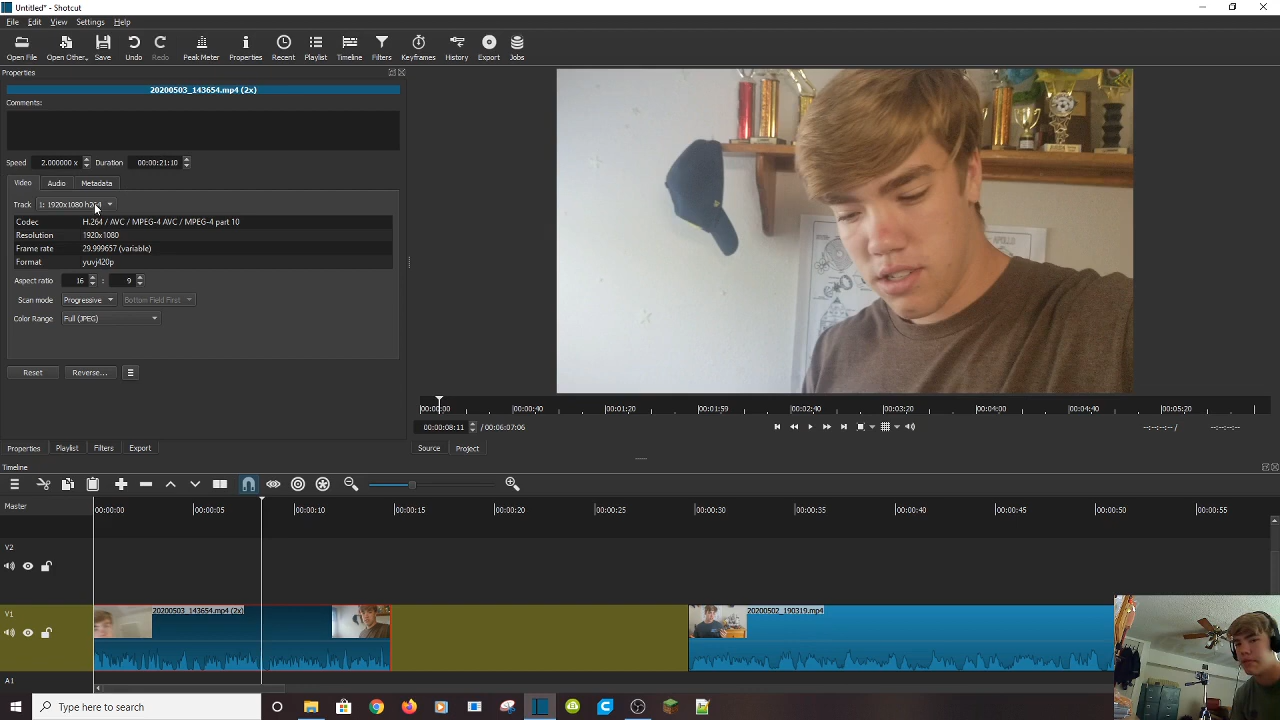 Untitled* - Shotcut
File Edit View Settings Help
Open File Open Other.. Save Undo Redo Peak Meter Properties Recent Playlist Timeline Filters Keyframes History Export Jobs
Properties
20200503_143654.mp4 (2x)
Comments:
Speed 2.000000 x Duration 00:00:21:10
Video Audio Metadata
Track 1: 1920x1080 h264
Codec H.264 / AVC / MPEG-4 AVC / MPEG-4 part 10
Resolution 1920x1080
Frame rate 29.999657 (variable)
Format yuvj420p
Aspect ratio 16 : 9
Scan mode Progressive Bottom Field First
Color Range Full (JPEG)
Reset Reverse...
APOLLO
00:00:00 00:00:40 00:01:20 00:01:59 00:02:40 00:03:20 00:04:00 00:04:40 00:05:20
00:00:08:11 / 00:06:07:06 --:--:--:-- / --:--:--:--
Properties Playlist Filters Export Source Project
Timeline
Master 00:00:00 00:00:05 00:00:10 00:00:15 00:00:25 00:00:30 00:00:35 00:00:40 00:00:45 00:00:50 00:00:55
V2
V1 20200503_143654.mp4 (2x) 20200502_190319.mp4
A1
Type here to search